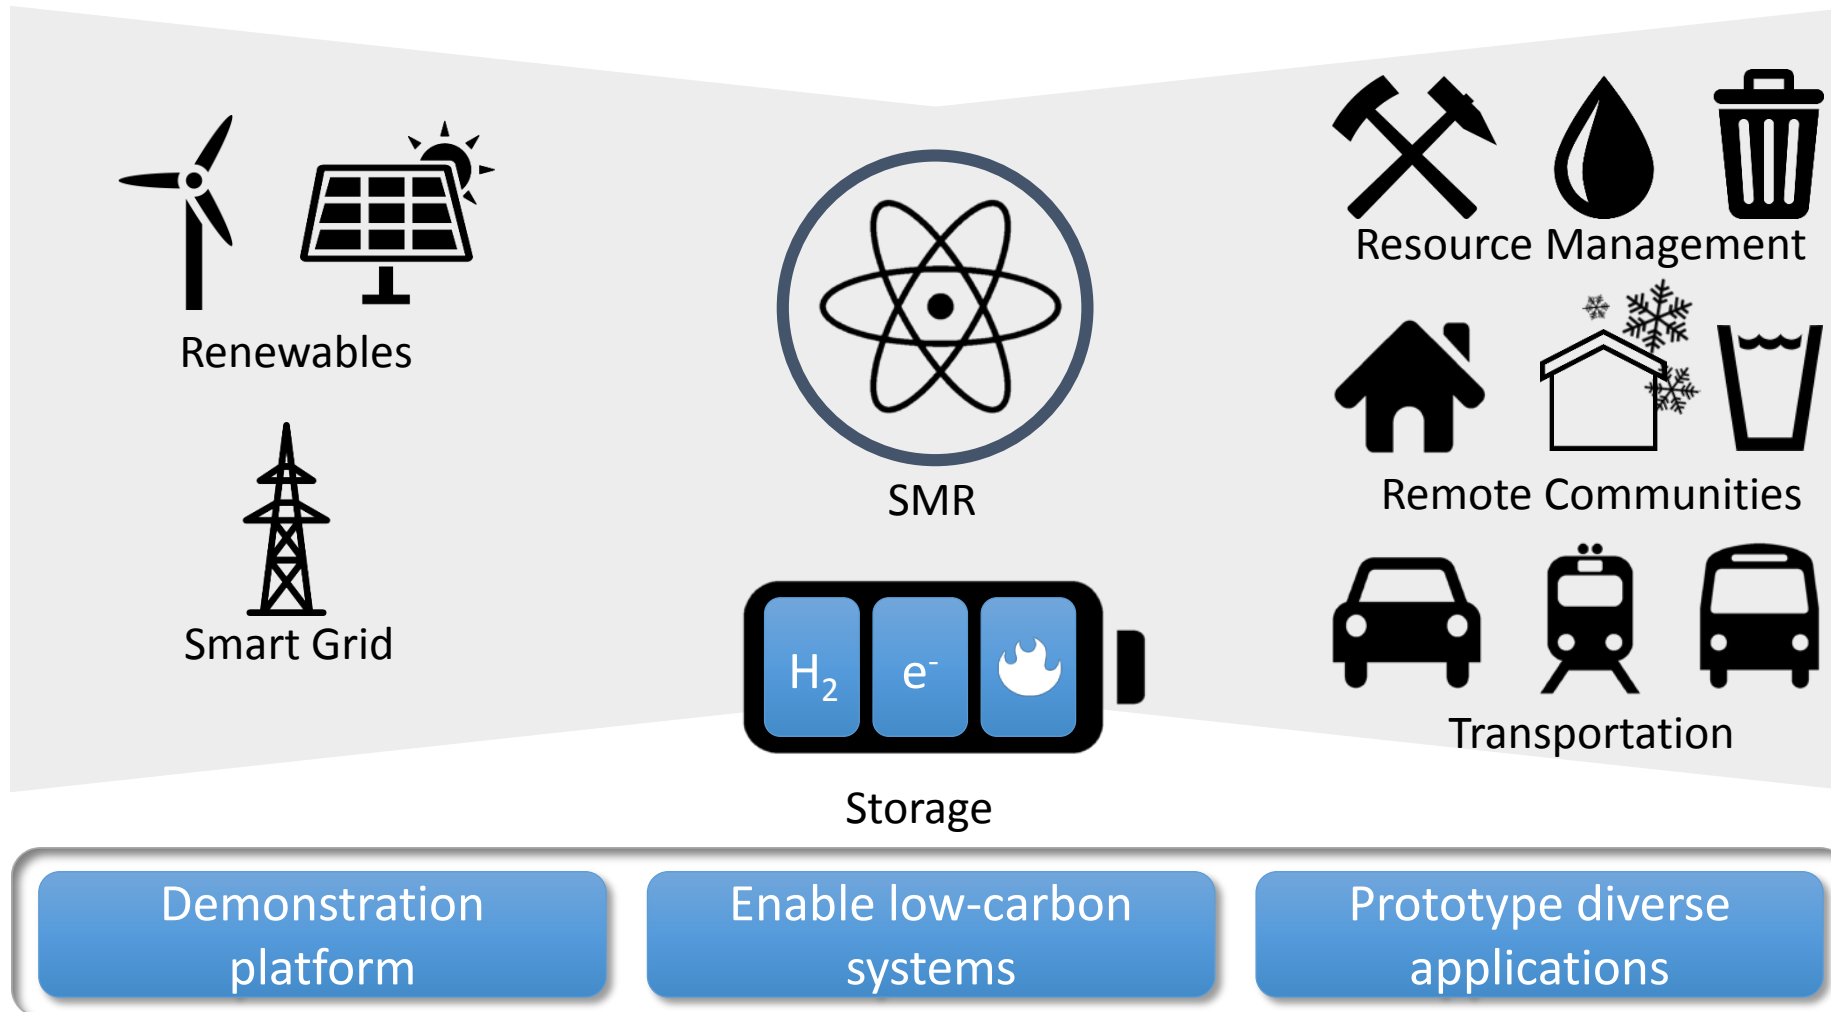 Renewables
Smart Grid
SMR
H₂
e⁻
Storage
Resource Management
Remote Communities
Transportation
Demonstration
platform
Enable low-carbon
systems
Prototype diverse
applications